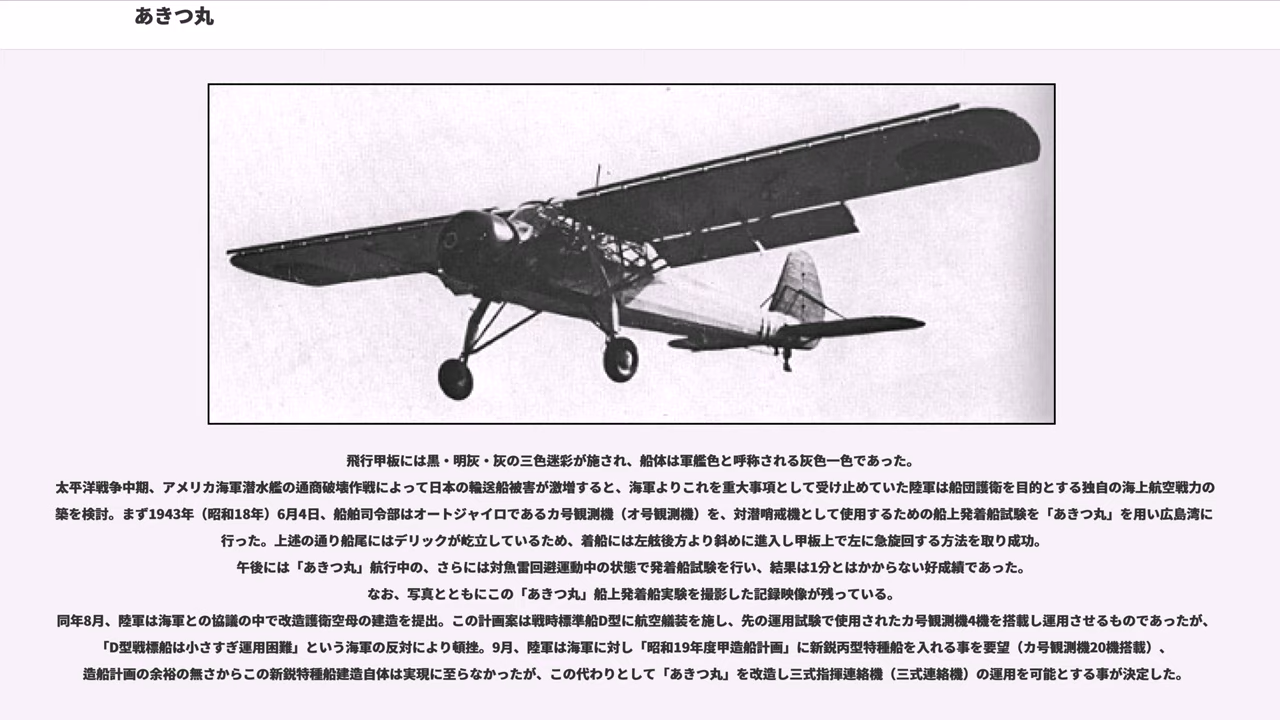 あきつ丸
飛行甲板には黒・明灰・灰の三色迷彩が施され、船体は軍艦色と呼称される灰色一色であった。
太平洋戦争中期、アメリカ海軍潜水艦の通商破壊作戦によって日本の輸送船被害が激増すると、海軍よりこれを重大事項として受け止めていた陸軍は船団護衛を目的とする独自の海上航空戦力の
築を検討。まず1943年（昭和18年）6月4日、船舶司令部はオートジャイロであるカ号観測機（オ号観測機）を、対潜哨戒機として使用するための船上発着船試験を「あきつ丸」を用い広島湾に
行った。上述の通り船尾にはデリックが屹立しているため、着船には左舷後方より斜めに進入し甲板上で左に急旋回する方法を取り成功。
午後には「あきつ丸」航行中の、さらには対魚雷回避運動中の状態で発着船試験を行い、結果は1分とはかからない好成績であった。
なお、写真とともにこの「あきつ丸」船上発着船実験を撮影した記録映像が残っている。
同年8月、陸軍は海軍との協議の中で改造護衛空母の建造を提出。この計画案は戦時標準船D型に航空艤装を施し、先の運用試験で使用されたカ号観測機4機を搭載し運用させるものであったが、
「D型戦標船は小さすぎ運用困難」という海軍の反対により頓挫。9月、陸軍は海軍に対し「昭和19年度甲造船計画」に新鋭丙型特種船を入れる事を要望（カ号観測機20機搭載）、
造船計画の余裕の無さからこの新鋭特種船建造自体は実現に至らなかったが、この代わりとして「あきつ丸」を改造し三式指揮連絡機（三式連絡機）の運用を可能とする事が決定した。